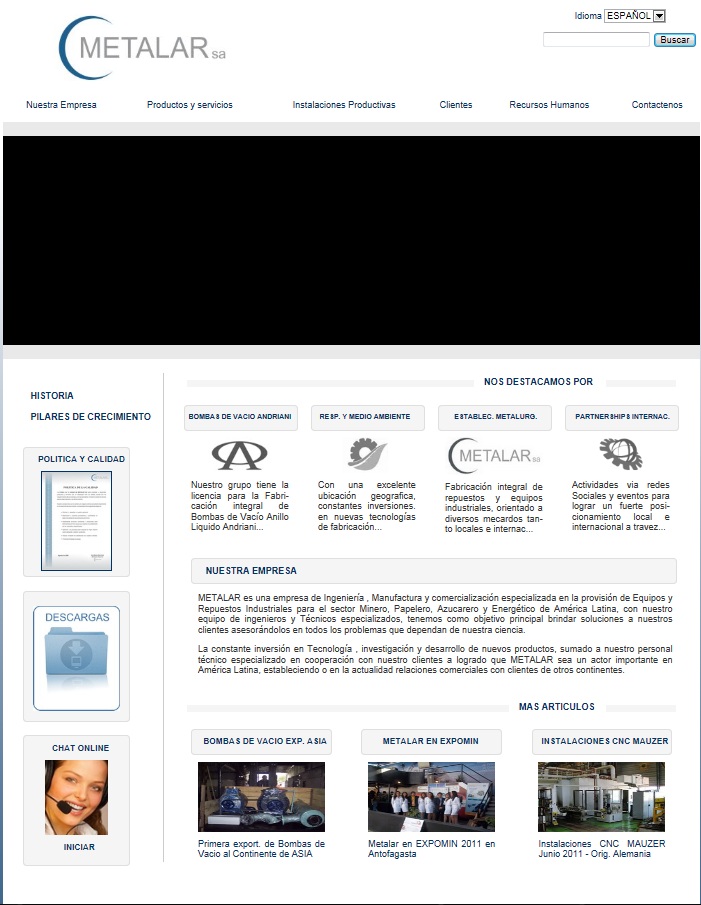 METALAR sa
Idioma ESPAÑOL
Buscar
Nuestra Empresa Productos y servicios Instalaciones Productivas Clientes Recursos Humanos Contactenos
HISTORIA
PILARES DE CRECIMIENTO
POLITICA Y CALIDAD
DESCARGAS
CHAT ONLINE
INICIAR
NOS DESTACAMOS POR
BOMBAS DE VACIO ANDRIANI
Nuestro grupo tiene la
licencia para la Fabri-
cación integral de
Bombas de Vacío Anillo
Liquido Andriani...
RESP. Y MEDIO AMBIENTE
Con una excelente
ubicación geografica,
constantes inversiones.
en nuevas tecnologías
de fabricación...
ESTABLEC. METALURG.
METALAR sa
Fabricación integral de
repuestos y equipos
industriales, orientado a
diversos mecardos tan-
to locales e internac...
PARTNERSHIPS INTERNAC.
Actividades via redes
Sociales y eventos para
lograr un fuerte posi-
cionamiento local e
internacional a travez...
NUESTRA EMPRESA
METALAR es una empresa de Ingeniería , Manufactura y comercialización especializada en la provisión de Equipos y
Repuestos Industriales para el sector Minero, Papelero, Azucarero y Energético de América Latina, con nuestro
equipo de ingenieros y Técnicos especializados, tenemos como objetivo principal brindar soluciones a nuestros
clientes asesorándolos en todos los problemas que dependan de nuestra ciencia.
La constante inversión en Tecnología , investigación y desarrollo de nuevos productos, sumado a nuestro personal
técnico especializado en cooperación con nuestro clientes a logrado que METALAR sea un actor importante en
América Latina, estableciendo o en la actualidad relaciones comerciales con clientes de otros continentes.
MAS ARTICULOS
BOMBAS DE VACIO EXP. ASIA
Primera export. de Bombas de
Vacio al Continente de ASIA
METALAR EN EXPOMIN
Metalar en EXPOMIN 2011 en
Antofagasta
INSTALACIONES CNC MAUZER
Instalaciones CNC MAUZER
Junio 2011 - Orig. Alemania